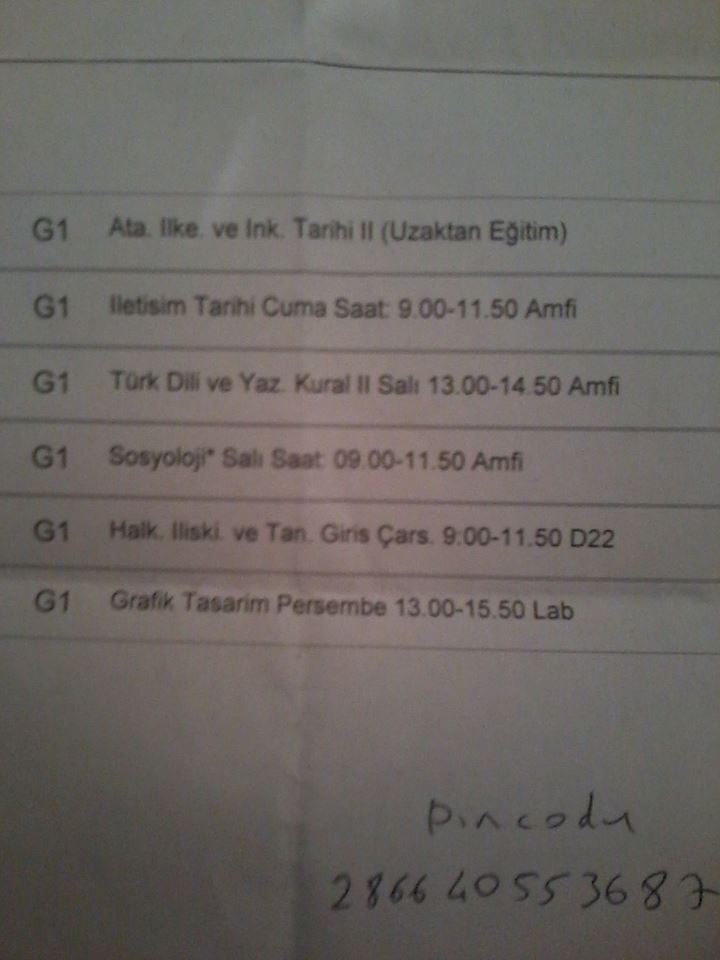 G1 Ata. Ilke. ve Ink. Tarihi II (Uzaktan Eğitim)
G1 Iletisim Tarihi Cuma Saat: 9.00-11.50 Amfi
G1 Türk Dili ve Yaz. Kural II Salı 13.00-14.50 Amfi
G1 Sosyoloji* Salı Saat: 09.00-11.50 Amfi
G1 Halk. Iliski. ve Tan. Giris Çars. 9:00-11.50 D22
G1 Grafik Tasarim Persembe 13.00-15.50 Lab
pincodu
286640553687